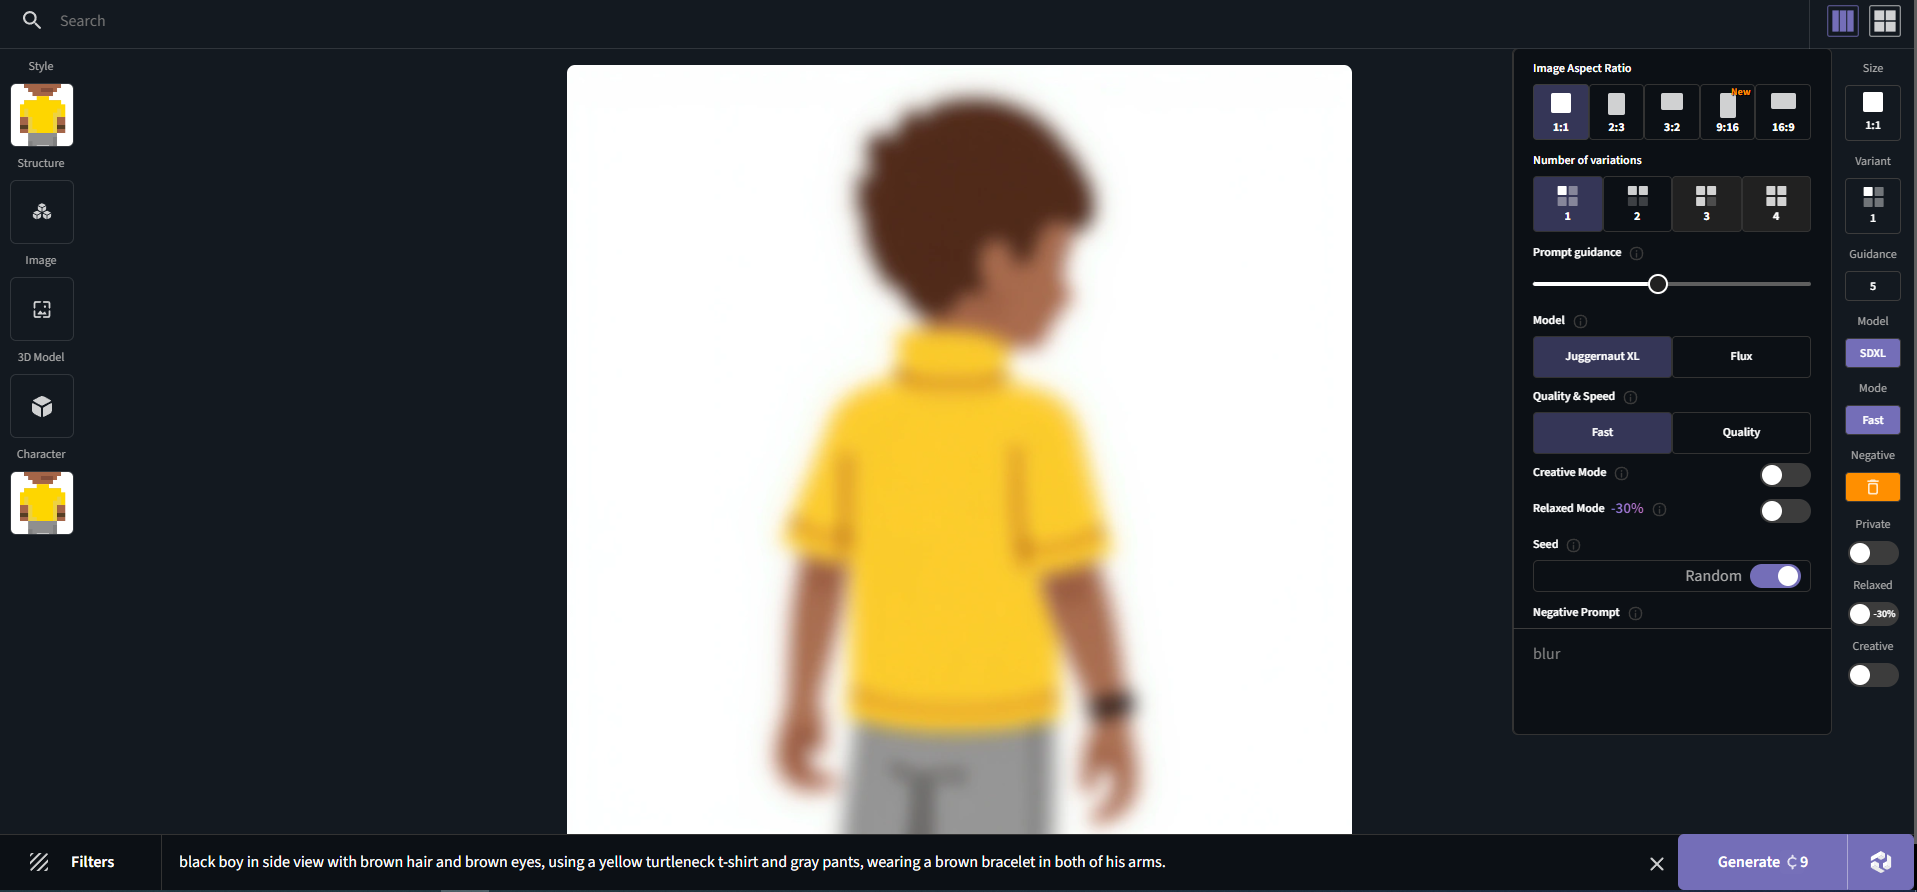 Search
Style
Structure
Image
3D Model
Character
Image Aspect Ratio
1:1
2:3
3:2
New
9:16
16:9
Number of variations
1
2
3
4
Prompt guidance
Model
Juggernaut XL
Flux
Quality & Speed
Fast
Quality
Creative Mode
Relaxed Mode -30%
Seed
Random
Negative Prompt
blur
Size
1:1
Variant
1
Guidance
5
Model
SDXL
Mode
Fast
Negative
Private
Relaxed
-30%
Creative
Filters
black boy in side view with brown hair and brown eyes, using a yellow turtleneck t-shirt and gray pants, wearing a brown bracelet in both of his arms.
Generate ₵ 9